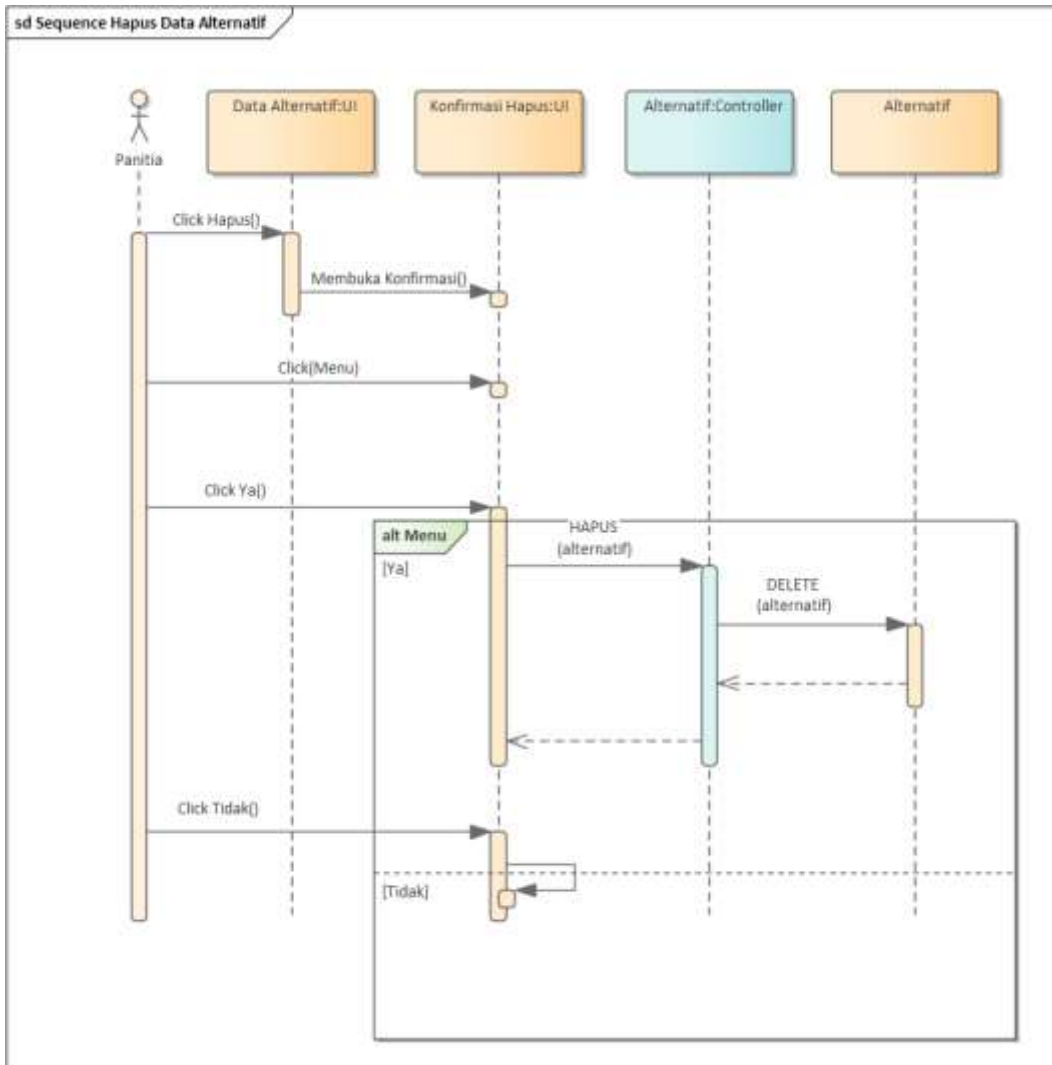 sd Sequence Hapus Data Alternatif
Panitia
Data Alternatif:UI
Konfirmasi Hapus:UI
Alternatif:Controller
Alternatif
Click Hapus()
Membuka Konfirmasi()
Click(Menu)
Click Ya()
alt Menu
[Ya]
HAPUS
(alternatif)
DELETE
(alternatif)
Click Tidak()
[Tidak]